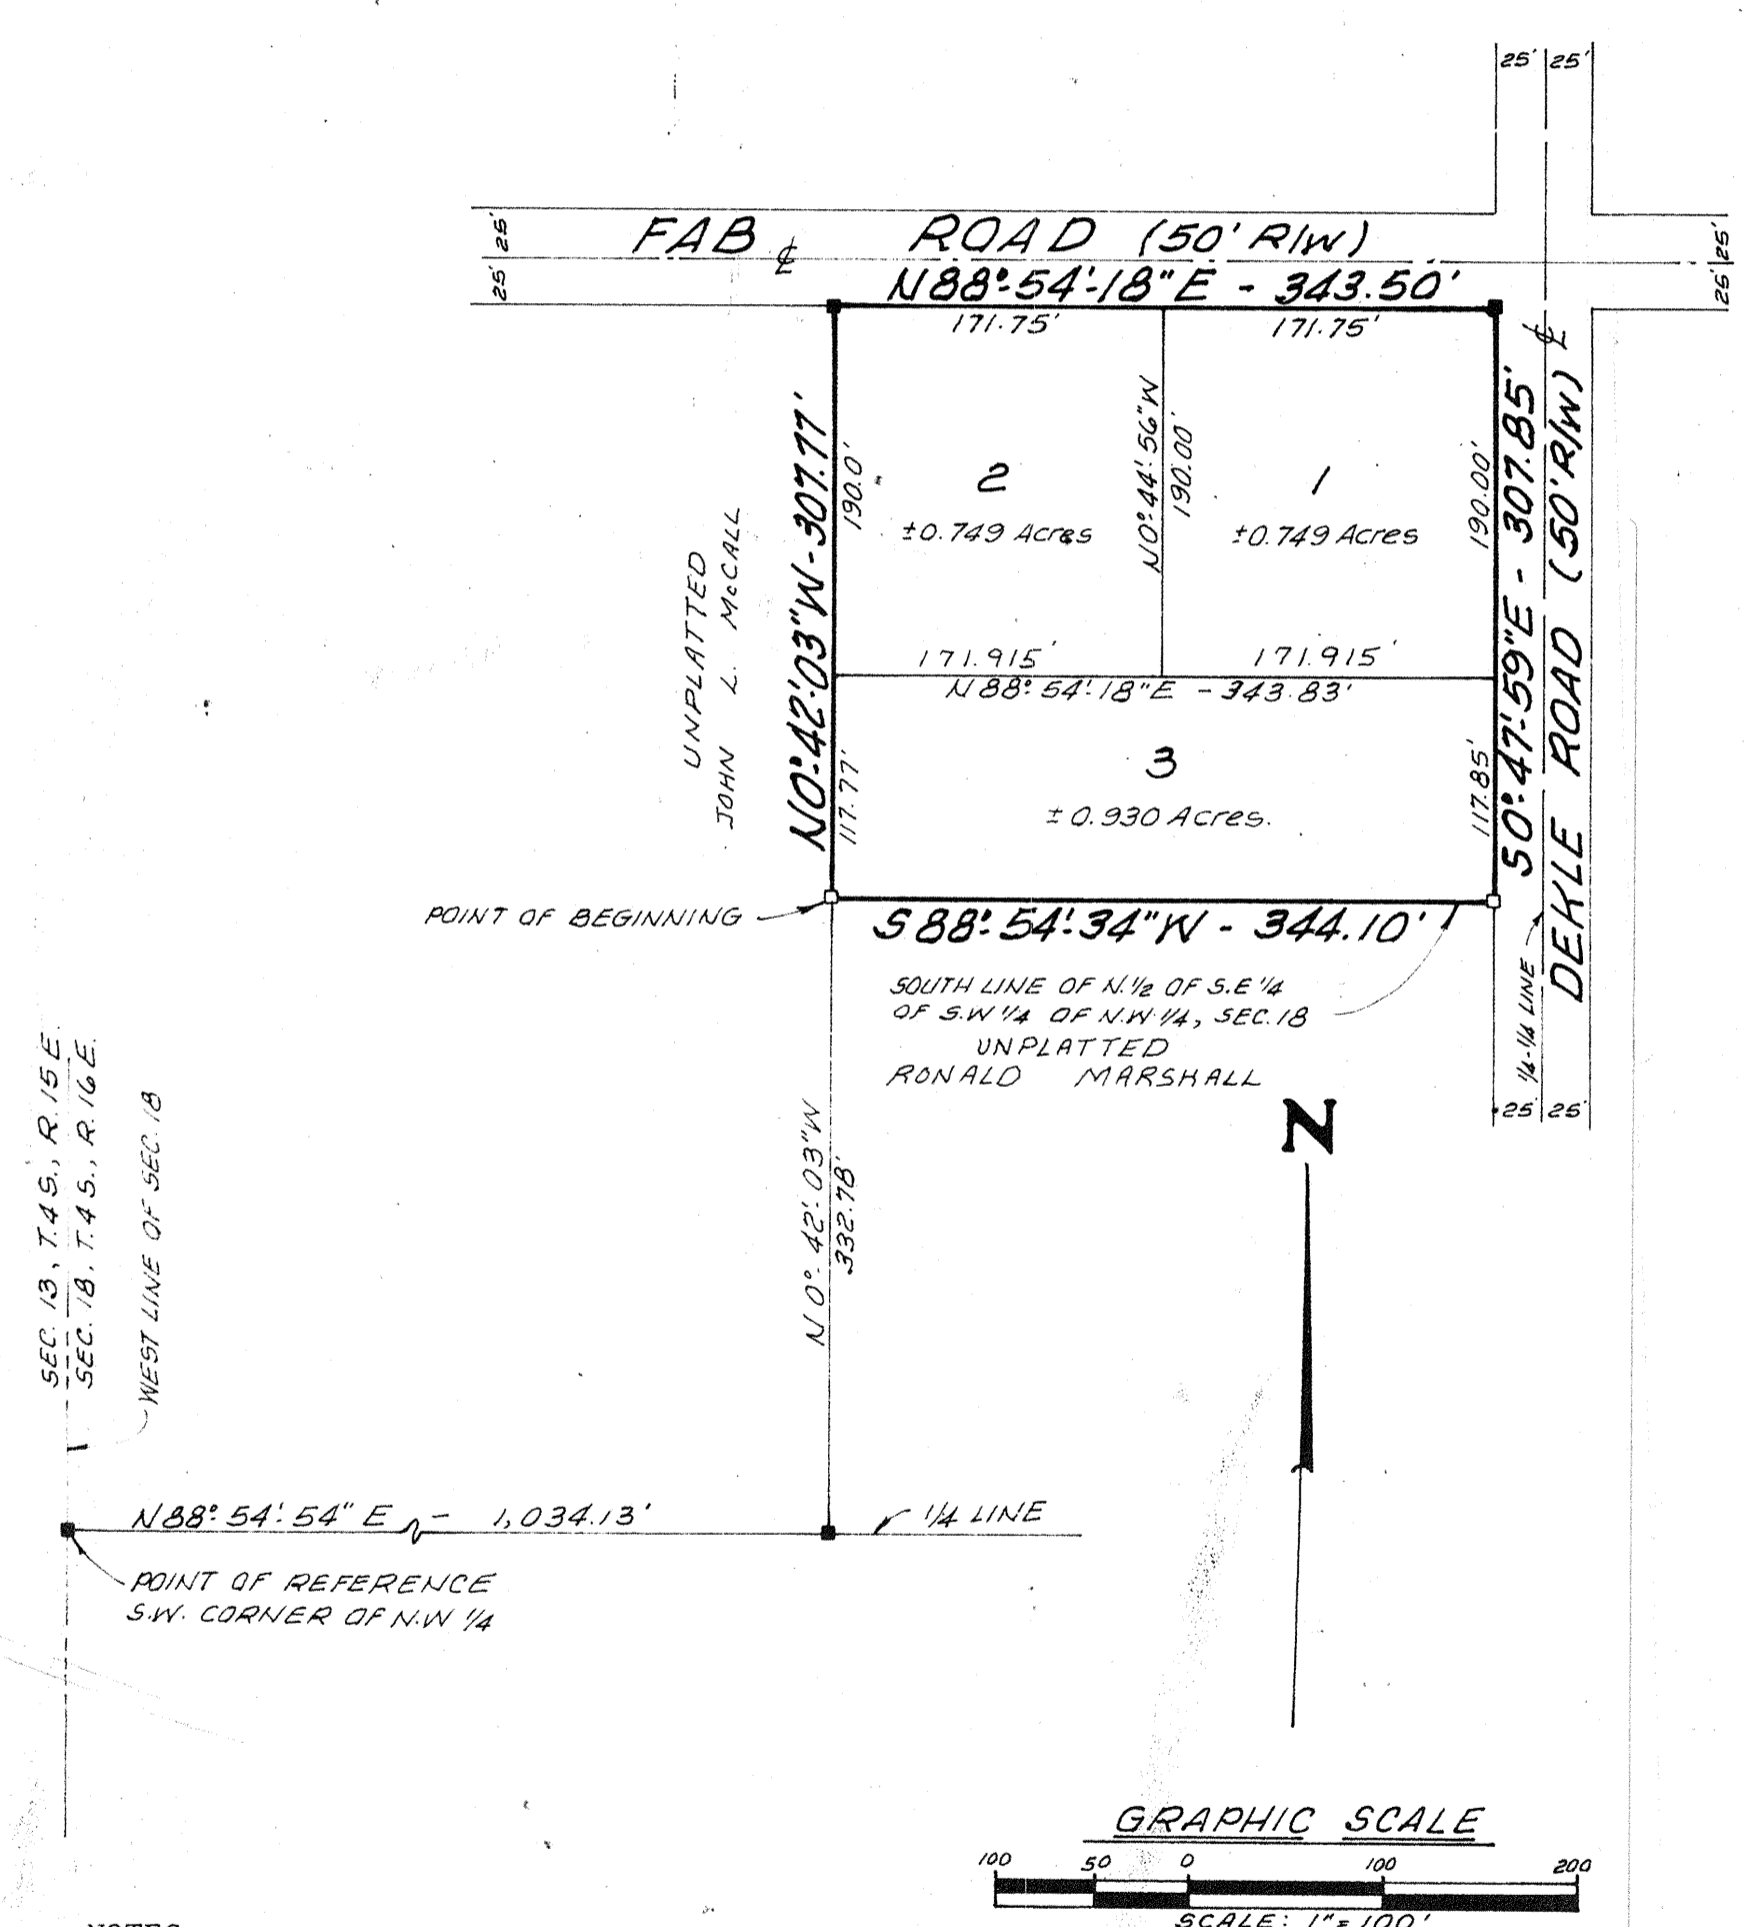 25' 25'
FAB ℄ ROAD (50' R/W)
25'
25'
25'
25'
N88°-54'-18"E - 343.50'
171.75' 171.75'
℄
N0°-42'-03"W-307.77'
190.0'
2
±0.749 Acres
N0°-44'-56"W
190.00'
1
±0.749 Acres
190.00'
S0°-47'-59"E - 307.85'
DEKLE ROAD (50' R/W)
UNPLATTED
JOHN L. McCALL
171.915' 171.915'
N88°-54'-18"E - 343.83'
117.77'
3
± 0.930 Acres.
117.85'
POINT OF BEGINNING
S88°-54'-34"W - 344.10'
SOUTH LINE OF N.1/2 OF S.E 1/4
OF S.W 1/4 OF N.W. 1/4, SEC. 18
UNPLATTED
RONALD MARSHALL
1/4-1/4 LINE
25' 25'
N
SEC. 13, T.4S., R.15E.
SEC. 18, T.4S., R.16E.
WEST LINE OF SEC. 18
N0°-42'-03"W
332.78'
N88°-54'-54" E - 1,034.13'
1/4 LINE
POINT OF REFERENCE
S.W. CORNER OF N.W 1/4
GRAPHIC SCALE
100 50 0 100 200
SCALE: 1"=100'
NOTES